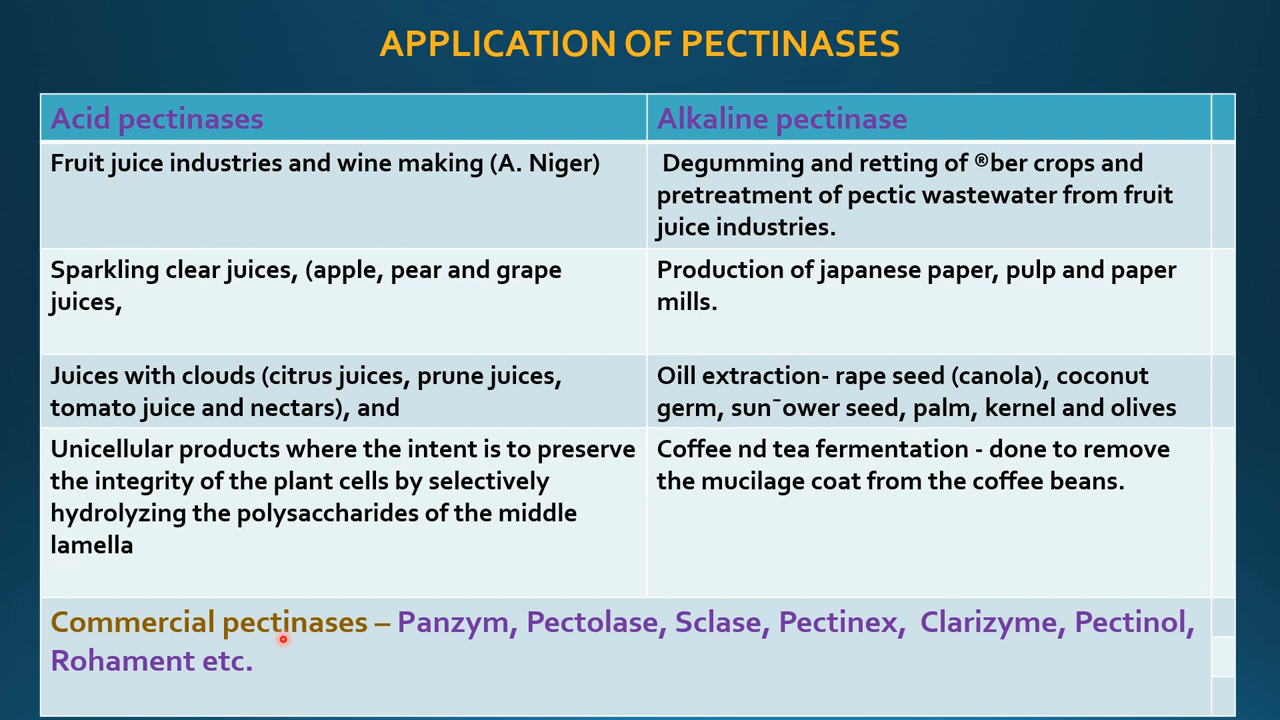 APPLICATION OF PECTINASES
Acid pectinases
Alkaline pectinase
Fruit juice industries and wine making (A. Niger)
Degumming and retting of ®ber crops and
pretreatment of pectic wastewater from fruit
juice industries.
Sparkling clear juices, (apple, pear and grape
juices,
Production of japanese paper, pulp and paper
mills.
Juices with clouds (citrus juices, prune juices,
tomato juice and nectars), and
Oill extraction- rape seed (canola), coconut
germ, sun¯ower seed, palm, kernel and olives
Unicellular products where the intent is to preserve
the integrity of the plant cells by selectively
hydrolyzing the polysaccharides of the middle
lamella
Coffee nd tea fermentation - done to remove
the mucilage coat from the coffee beans.
Commercial pectinases – Panzym, Pectolase, Sclase, Pectinex, Clarizyme, Pectinol,
Rohament etc.